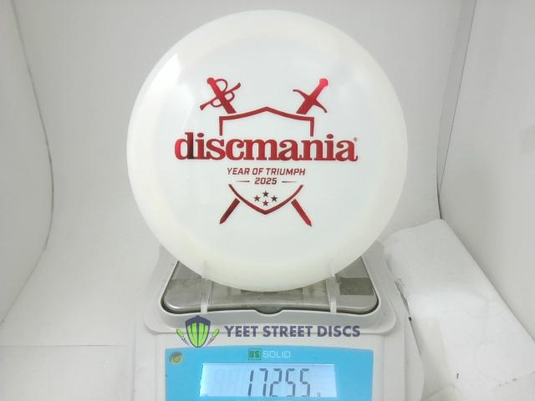 discmania
YEAR OF TRIUMPH
2025
YEET STREET DISCS
SOLID
172.55